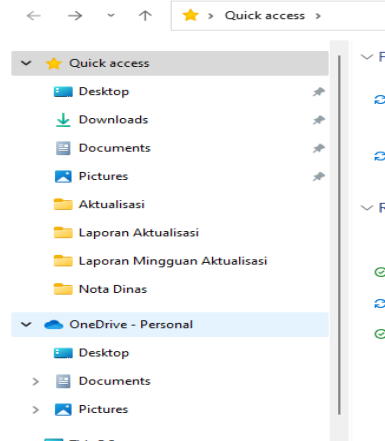 Quick access
Quick access
Desktop
Downloads
Documents
Pictures
Aktualisasi
Laporan Aktualisasi
Laporan Mingguan Aktualisasi
Nota Dinas
OneDrive - Personal
Desktop
Documents
Pictures